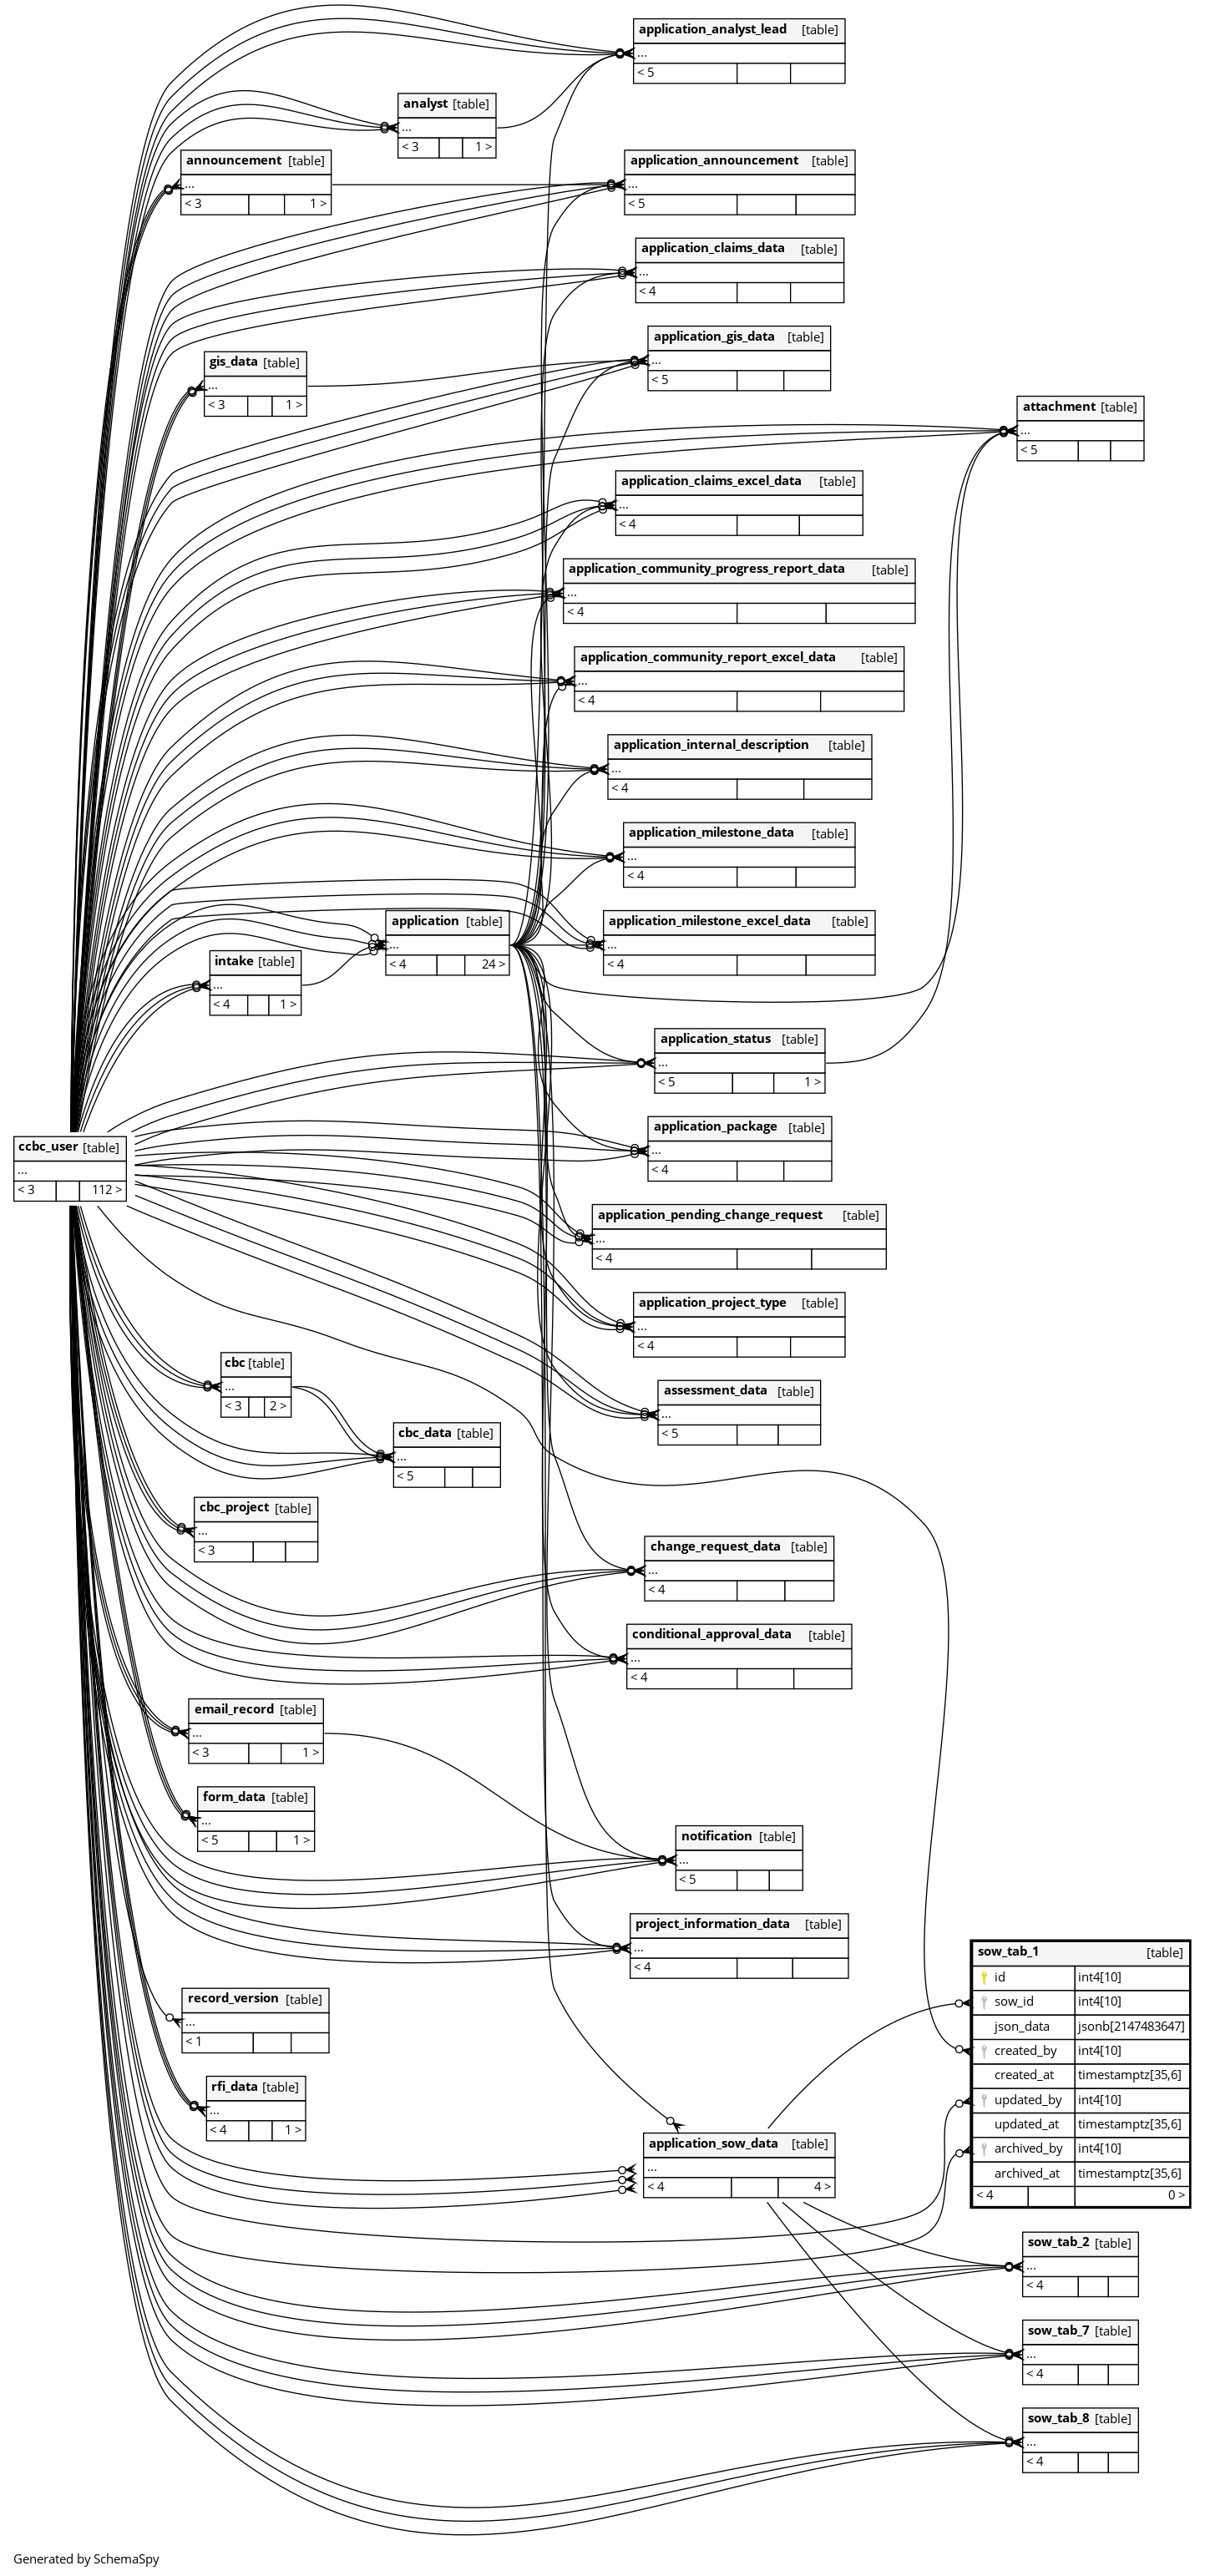 application_analyst_lead [table]
...
< 5
analyst [table]
...
< 3 1 >
announcement [table]
...
< 3 1 >
application_announcement [table]
...
< 5
application_claims_data [table]
...
< 4
application_gis_data [table]
...
< 5
gis_data [table]
...
< 3 1 >
attachment [table]
...
< 5
application_claims_excel_data [table]
...
< 4
application_community_progress_report_data [table]
...
< 4
application_community_report_excel_data [table]
...
< 4
application_internal_description [table]
...
< 4
application_milestone_data [table]
...
< 4
application [table]
...
< 4 24 >
application_milestone_excel_data [table]
...
< 4
intake [table]
...
< 4 1 >
application_status [table]
...
< 5 1 >
application_package [table]
...
< 4
ccbc_user [table]
...
< 3 112 >
application_pending_change_request [table]
...
< 4
application_project_type [table]
...
< 4
cbc [table]
...
< 3 2 >
assessment_data [table]
...
< 5
cbc_data [table]
...
< 5
cbc_project [table]
...
< 3
change_request_data [table]
...
< 4
conditional_approval_data [table]
...
< 4
email_record [table]
...
< 3 1 >
form_data [table]
...
< 5 1 >
notification [table]
...
< 5
project_information_data [table]
...
< 4
sow_tab_1 [table]
id int4[10]
sow_id int4[10]
json_data jsonb[2147483647]
created_by int4[10]
created_at timestamptz[35,6]
updated_by int4[10]
updated_at timestamptz[35,6]
archived_by int4[10]
archived_at timestamptz[35,6]
< 4 0 >
record_version [table]
...
< 1
rfi_data [table]
...
< 4 1 >
application_sow_data [table]
...
< 4 4 >
sow_tab_2 [table]
...
< 4
sow_tab_7 [table]
...
< 4
sow_tab_8 [table]
...
< 4
Generated by SchemaSpy